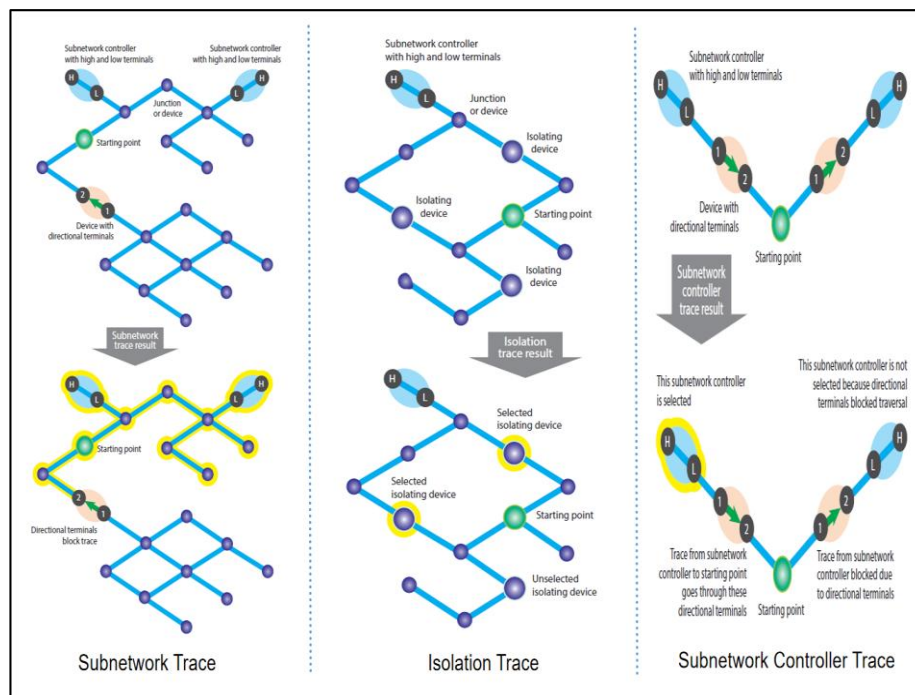 Subnetwork controller
with high and low terminals
Subnetwork controller
with high and low terminals
H
L
L
H
Junction
or device
Starting point
2
1
Device with
directional terminals
Subnetwork
trace result
H
L
L
H
Starting point
2
1
Directional terminals
block trace
Subnetwork Trace
Subnetwork controller
with high and low terminals
H
L
Junction
or device
Isolating
device
Isolating
device
Starting point
Isolating
device
Isolation
trace result
H
L
Selected
isolating device
Selected
isolating device
Starting point
Unselected
isolating device
Isolation Trace
Subnetwork controller
with high and low terminals
H
L
1
2
H
L
2
1
Device with
directional terminals
Starting point
Subnetwork
controller
trace result
This subnetwork controller
is selected
This subnetwork controller is not
selected because directional
terminals blocked traversal
H
L
1
2
H
L
2
1
Trace from subnetwork
controller to starting point
goes through these
directional terminals
Starting point
Trace from subnetwork
controller blocked due
to directional terminals
Subnetwork Controller Trace